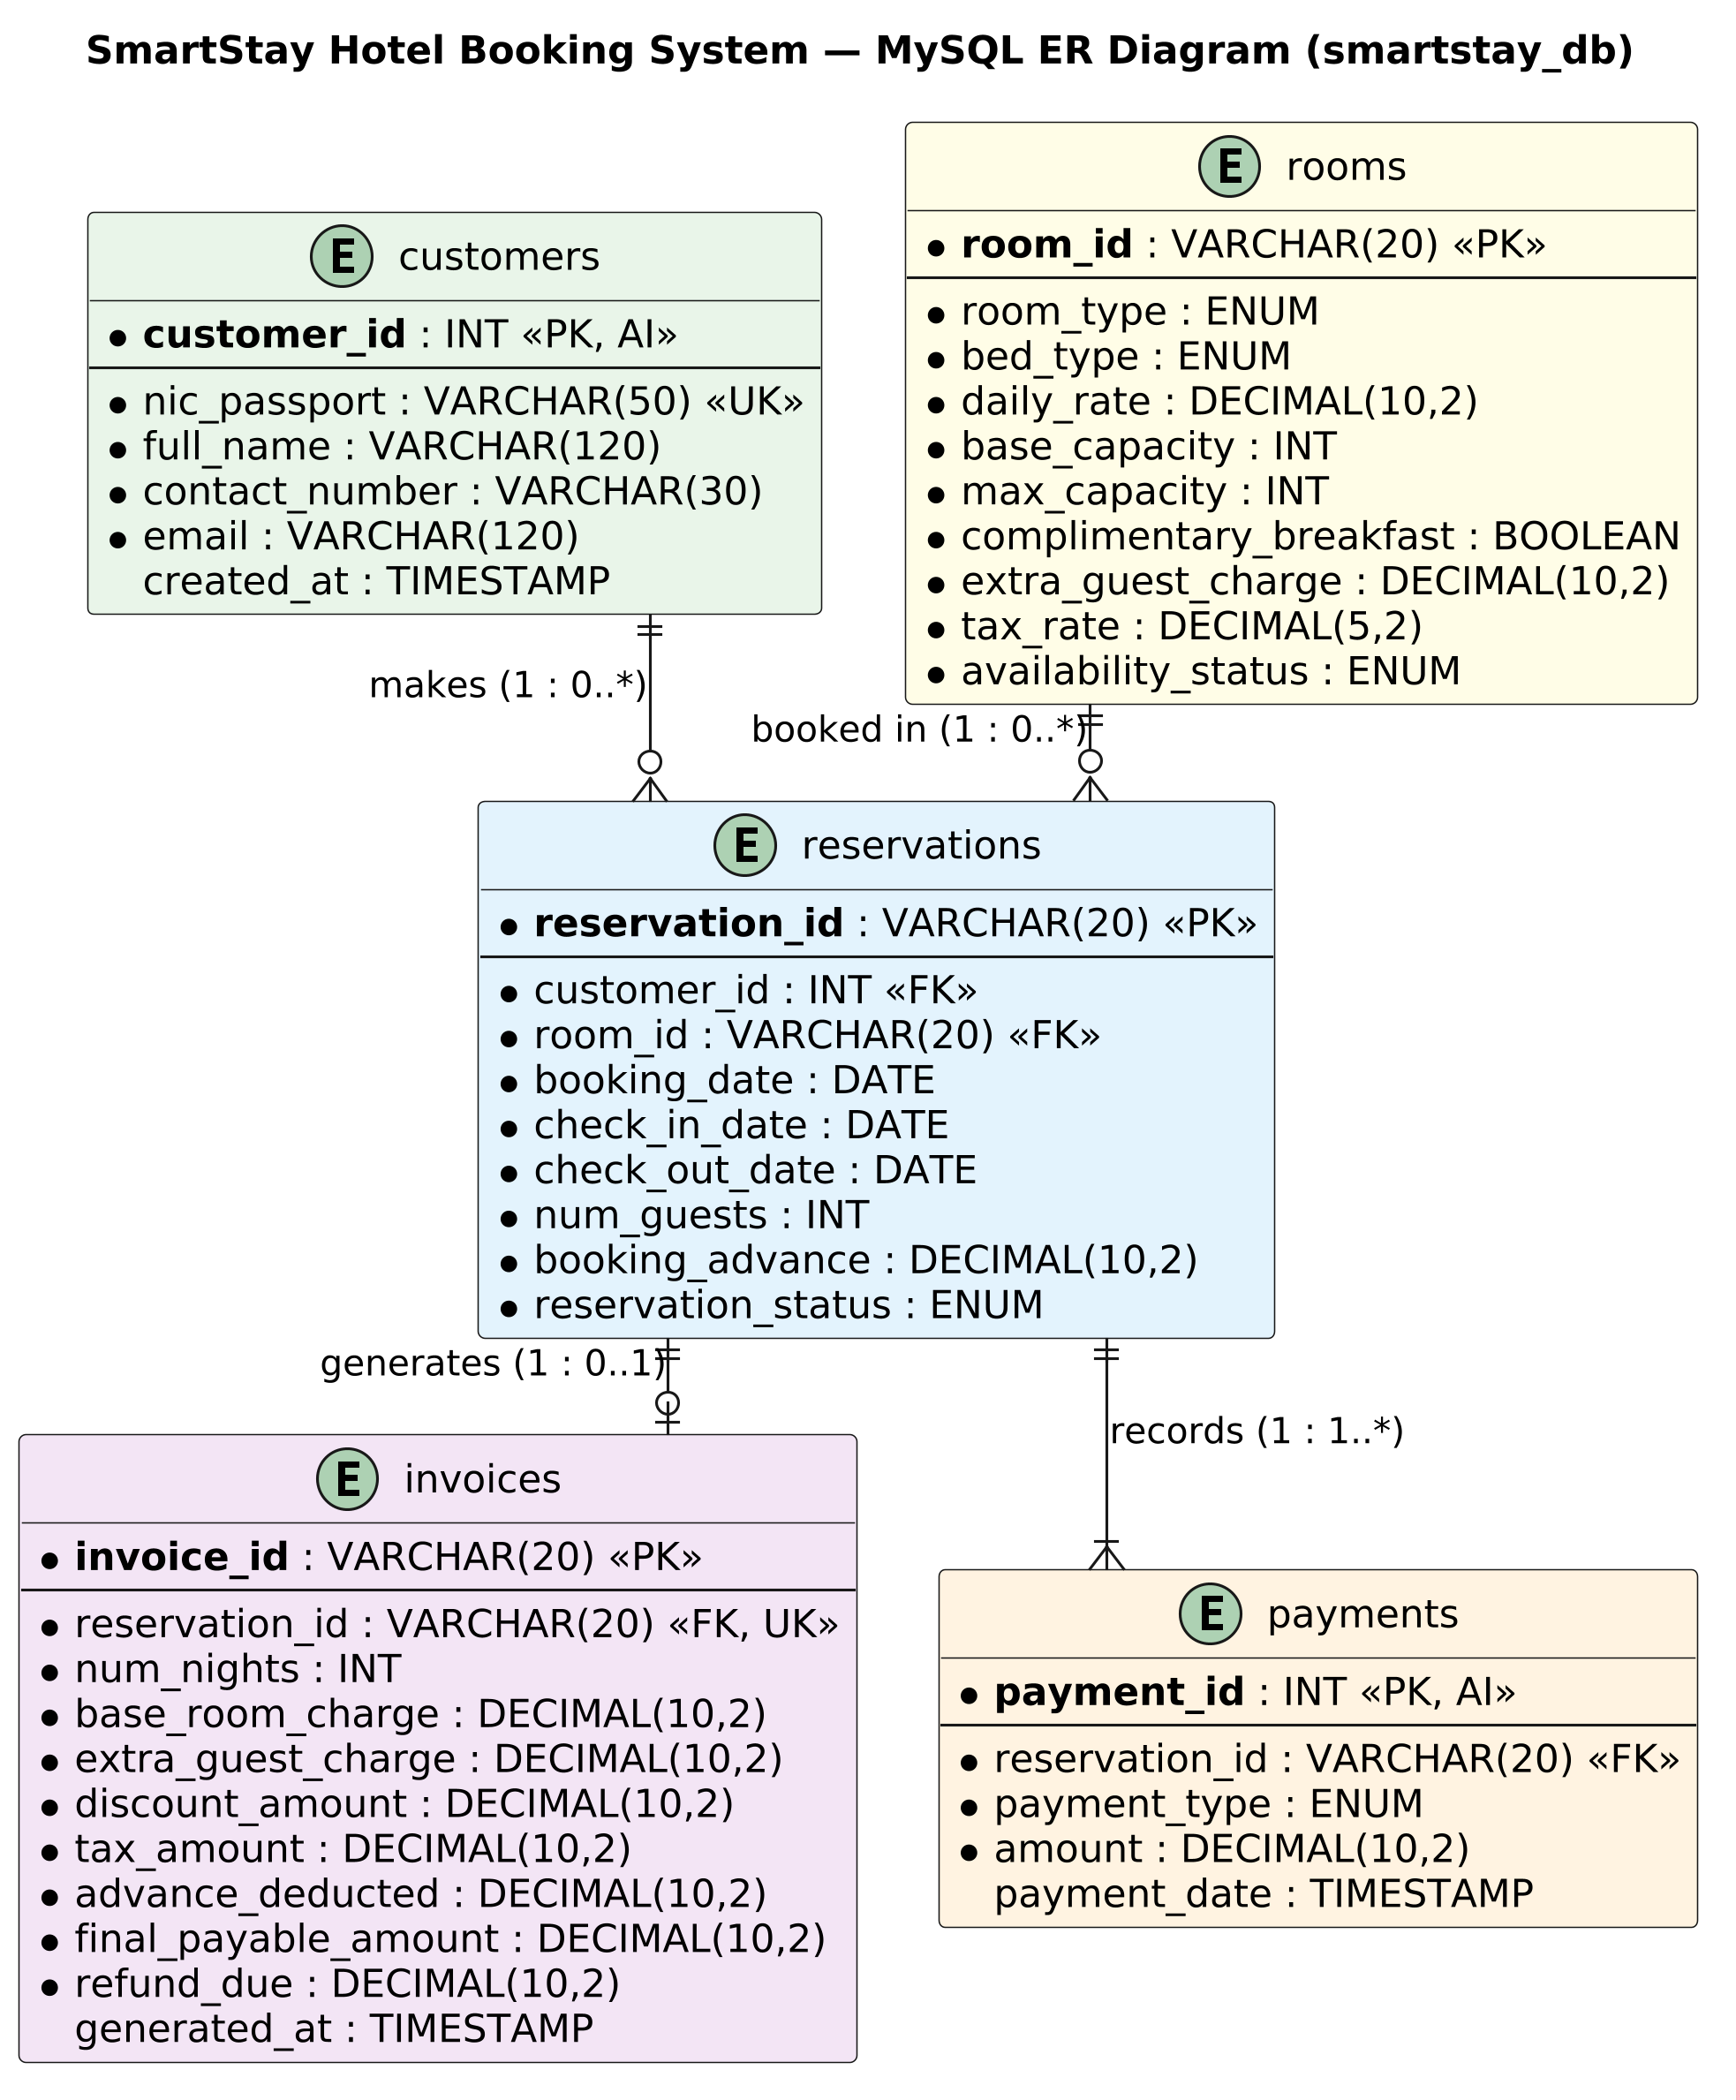 SmartStay Hotel Booking System — MySQL ER Diagram (smartstay_db)
E customers
customer_id : INT «PK, AI»
nic_passport : VARCHAR(50) «UK»
full_name : VARCHAR(120)
contact_number : VARCHAR(30)
email : VARCHAR(120)
created_at : TIMESTAMP
E rooms
room_id : VARCHAR(20) «PK»
room_type : ENUM
bed_type : ENUM
daily_rate : DECIMAL(10,2)
base_capacity : INT
max_capacity : INT
complimentary_breakfast : BOOLEAN
extra_guest_charge : DECIMAL(10,2)
tax_rate : DECIMAL(5,2)
availability_status : ENUM
makes (1 : 0..*)
booked in (1 : 0..*)
E reservations
reservation_id : VARCHAR(20) «PK»
customer_id : INT «FK»
room_id : VARCHAR(20) «FK»
booking_date : DATE
check_in_date : DATE
check_out_date : DATE
num_guests : INT
booking_advance : DECIMAL(10,2)
reservation_status : ENUM
generates (1 : 0..1)
records (1 : 1..*)
E invoices
invoice_id : VARCHAR(20) «PK»
reservation_id : VARCHAR(20) «FK, UK»
num_nights : INT
base_room_charge : DECIMAL(10,2)
extra_guest_charge : DECIMAL(10,2)
discount_amount : DECIMAL(10,2)
tax_amount : DECIMAL(10,2)
advance_deducted : DECIMAL(10,2)
final_payable_amount : DECIMAL(10,2)
refund_due : DECIMAL(10,2)
generated_at : TIMESTAMP
E payments
payment_id : INT «PK, AI»
reservation_id : VARCHAR(20) «FK»
payment_type : ENUM
amount : DECIMAL(10,2)
payment_date : TIMESTAMP